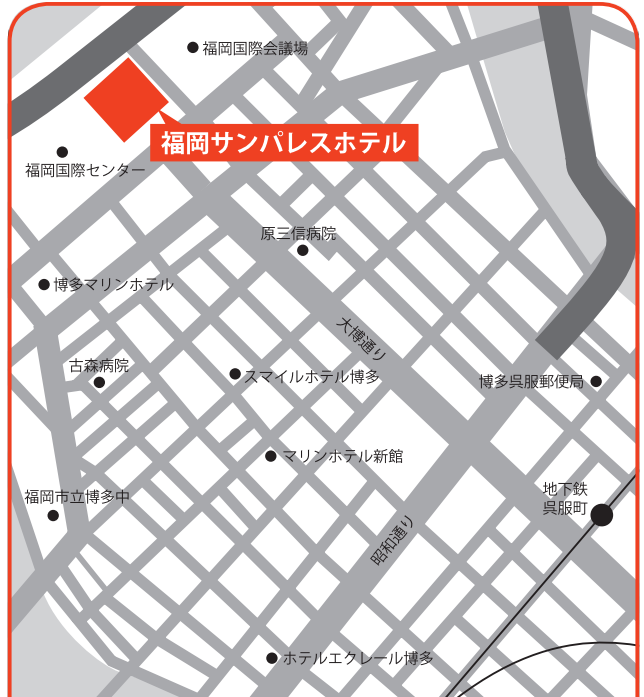 福岡国際会議場
福岡サンパレスホテル
福岡国際センター
原三信病院
博多マリンホテル
大博通り
古森病院
スマイルホテル博多
博多呉服郵便局
マリンホテル新館
福岡市立博多中
地下鉄
呉服町
昭和通り
ホテルエクレール博多